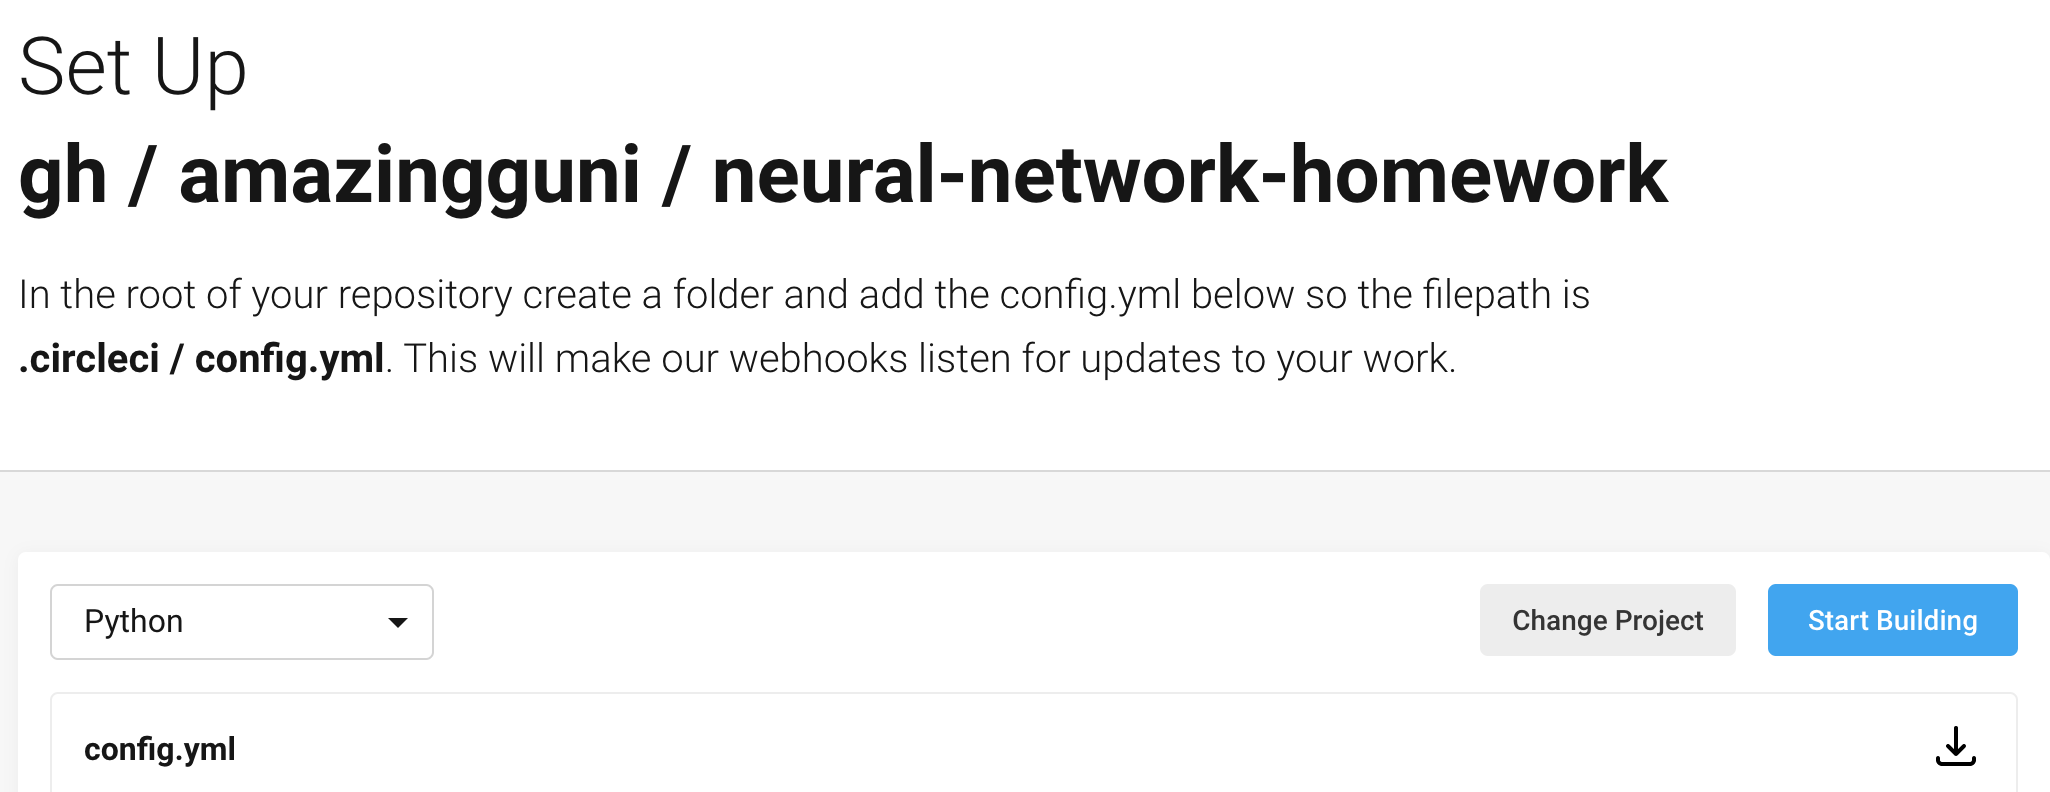 Set Up
gh / amazingguni / neural-network-homework
In the root of your repository create a folder and add the config.yml below so the filepath is
.circleci / config.yml. This will make our webhooks listen for updates to your work.
Python
Change Project
Start Building
config.yml